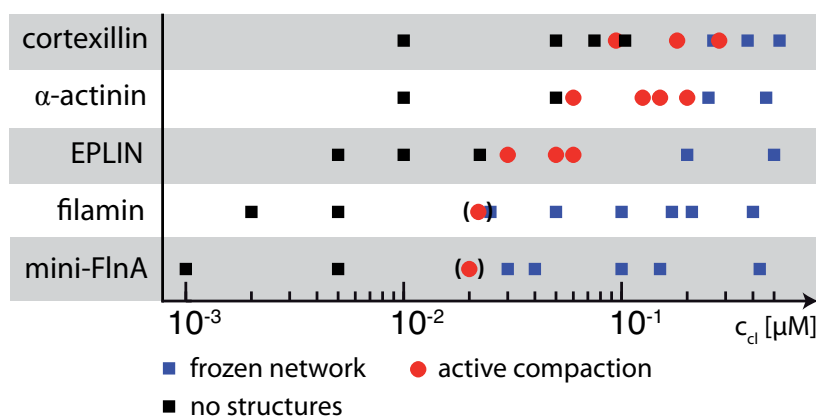 cortexillin
α-actinin
EPLIN
filamin
( )
mini-FlnA
( )
10⁻³ 10⁻² 10⁻¹ c_cl [μM]
frozen network active compaction
no structures